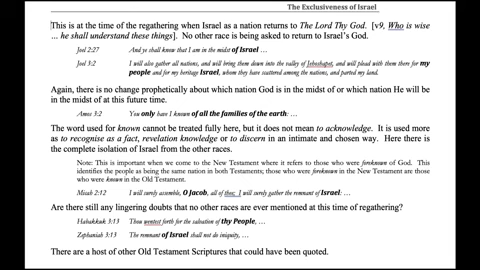 The Exclusiveness of Israel
This is at the time of the regathering when Israel as a nation returns to The Lord Thy God. [v9, Who is wise
… he shall understand these things]. No other race is being asked to return to Israel's God.
Joel 2:27 And ye shall know that I am in the midst of Israel …
Joel 3:2 I will also gather all nations, and will bring them down into the valley of Jehoshapat, and will plead with them there for my
people and for my heritage Israel, whom they have scattered among the nations, and parted my land.
Again, there is no change prophetically about which nation God is in the midst of or which nation He will be
in the midst of at this future time.
Amos 3:2 You only have I known of all the families of the earth: …
The word used for known cannot be treated fully here, but it does not mean to acknowledge. It is used more
as to recognise as a fact, revelation knowledge or to discern in an intimate and chosen way. Here there is
the complete isolation of Israel from the other races.
Note: This is important when we come to the New Testament where it refers to those who were foreknown of God. This
identifies the people as being the same nation in both Testaments; those who were foreknown in the New Testament are those
who were known in the Old Testament.
Micah 2:12 I will surely assemble, O Jacob, all of thee; I will surely gather the remnant of Israel: …
Are there still any lingering doubts that no other races are ever mentioned at this time of regathering?
Habakkuk 3:13 Thou wentest forth for the salvation of thy People, …
Zephaniah 3:13 The remnant of Israel shall not do iniquity, …
There are a host of other Old Testament Scriptures that could have been quoted.